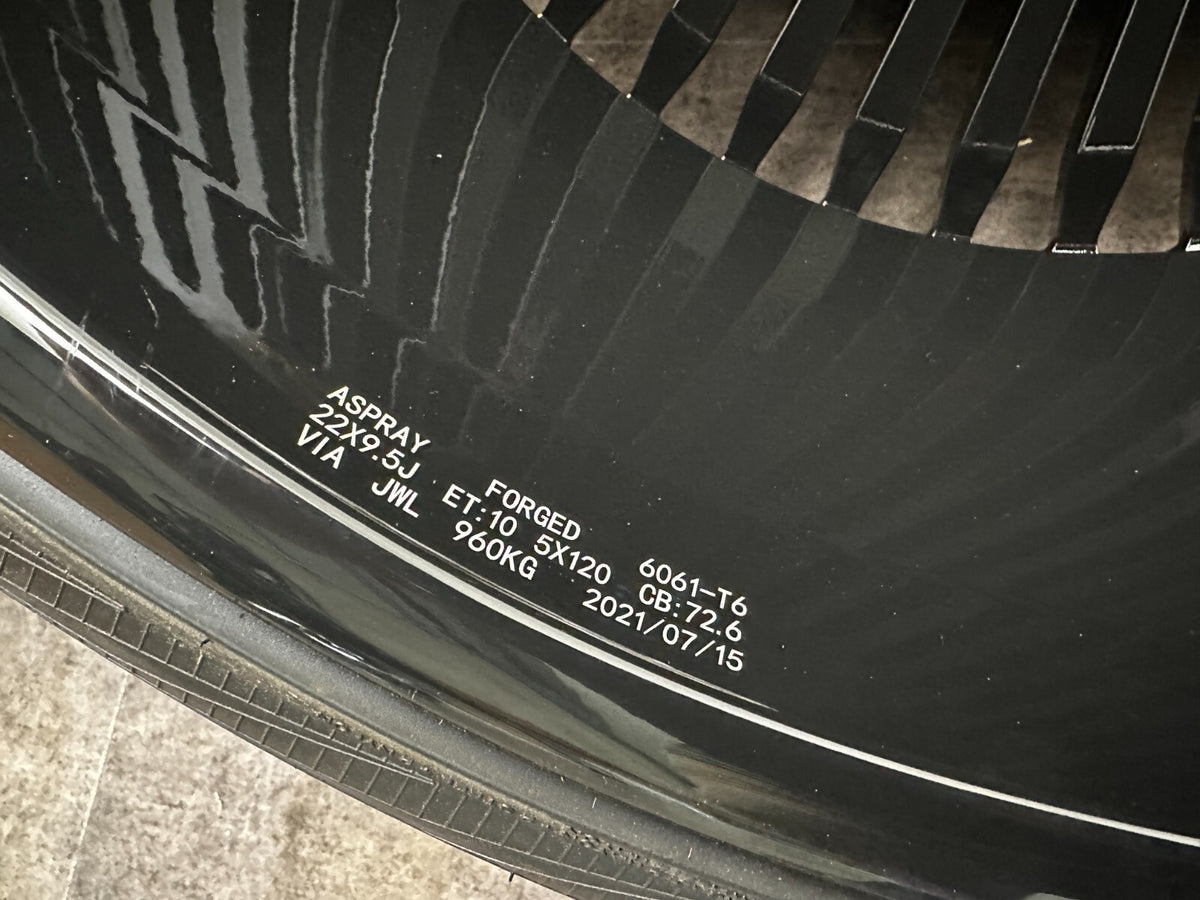 ASPRAY FORGED 6061-T6
22X9.5J ET:10 5X120 CB:72.6
VIA JWL 960KG 2021/07/15